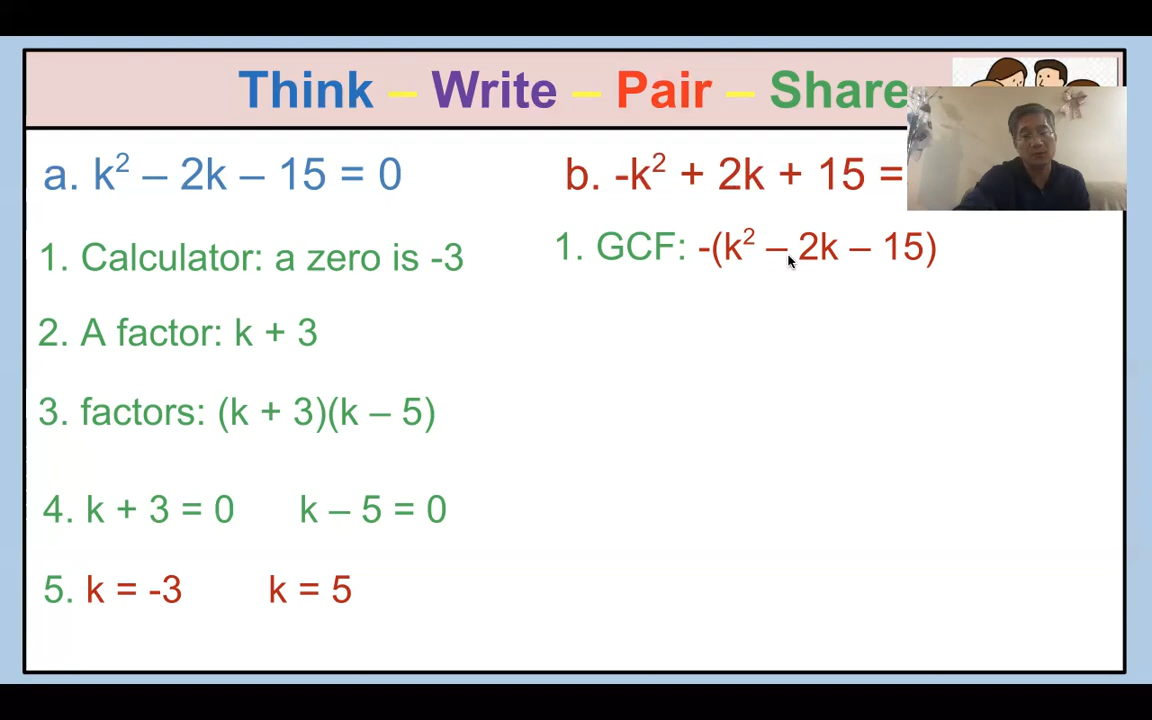 Think – Write – Pair – Share
a. k² – 2k – 15 = 0
1. Calculator: a zero is -3
2. A factor: k + 3
3. factors: (k + 3)(k – 5)
4. k + 3 = 0 k – 5 = 0
5. k = -3 k = 5
b. -k² + 2k + 15 =
1. GCF: -(k² – 2k – 15)